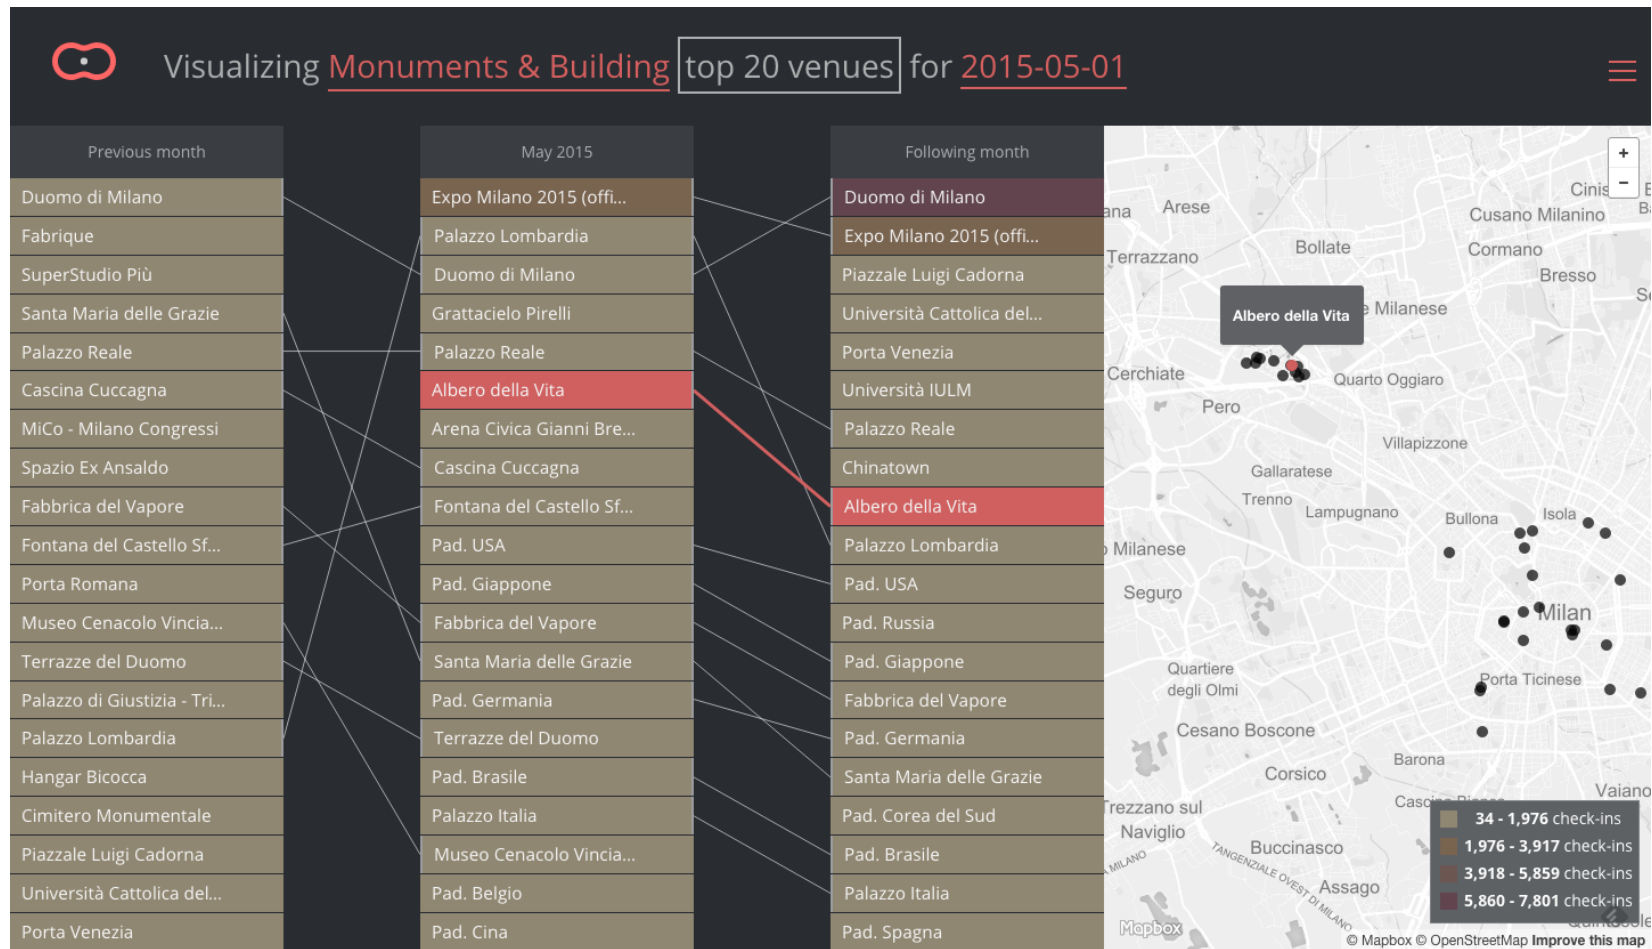 Visualizing Monuments & Building top 20 venues for 2015-05-01
Previous month
Duomo di Milano
Fabrique
SuperStudio Più
Santa Maria delle Grazie
Palazzo Reale
Cascina Cuccagna
MiCo - Milano Congressi
Spazio Ex Ansaldo
Fabbrica del Vapore
Fontana del Castello Sf...
Porta Romana
Museo Cenacolo Vincia...
Terrazze del Duomo
Palazzo di Giustizia - Tri...
Palazzo Lombardia
Hangar Bicocca
Cimitero Monumentale
Piazzale Luigi Cadorna
Università Cattolica del...
Porta Venezia
May 2015
Expo Milano 2015 (offi...
Palazzo Lombardia
Duomo di Milano
Grattacielo Pirelli
Palazzo Reale
Albero della Vita
Arena Civica Gianni Bre...
Cascina Cuccagna
Fontana del Castello Sf...
Pad. USA
Pad. Giappone
Fabbrica del Vapore
Santa Maria delle Grazie
Pad. Germania
Terrazze del Duomo
Pad. Brasile
Palazzo Italia
Museo Cenacolo Vincia...
Pad. Belgio
Pad. Cina
Following month
Duomo di Milano
Expo Milano 2015 (offi...
Piazzale Luigi Cadorna
Università Cattolica del...
Porta Venezia
Università IULM
Palazzo Reale
Chinatown
Albero della Vita
Palazzo Lombardia
Pad. USA
Pad. Russia
Pad. Giappone
Fabbrica del Vapore
Pad. Germania
Santa Maria delle Grazie
Pad. Corea del Sud
Pad. Brasile
Palazzo Italia
Pad. Spagna
+
−
Arese
Cusano Milanino
Bollate
Cormano
Terrazzano
Bresso
Albero della Vita
Milanese
Cerchiate
Quarto Oggiaro
Pero
Villapizzone
Gallaratese
Trenno
Lampugnano
Bullona
Isola
Milanese
Seguro
Milan
Quartiere
degli Olmi
Porta Ticinese
Cesano Boscone
Barona
Corsico
Vaiano
Trezzano sul
Naviglio
Buccinasco
TANGENZIALE OVEST DI MILANO
Assago
34 - 1,976 check-ins
1,976 - 3,917 check-ins
3,918 - 5,859 check-ins
5,860 - 7,801 check-ins
Mapbox
© Mapbox © OpenStreetMap Improve this map